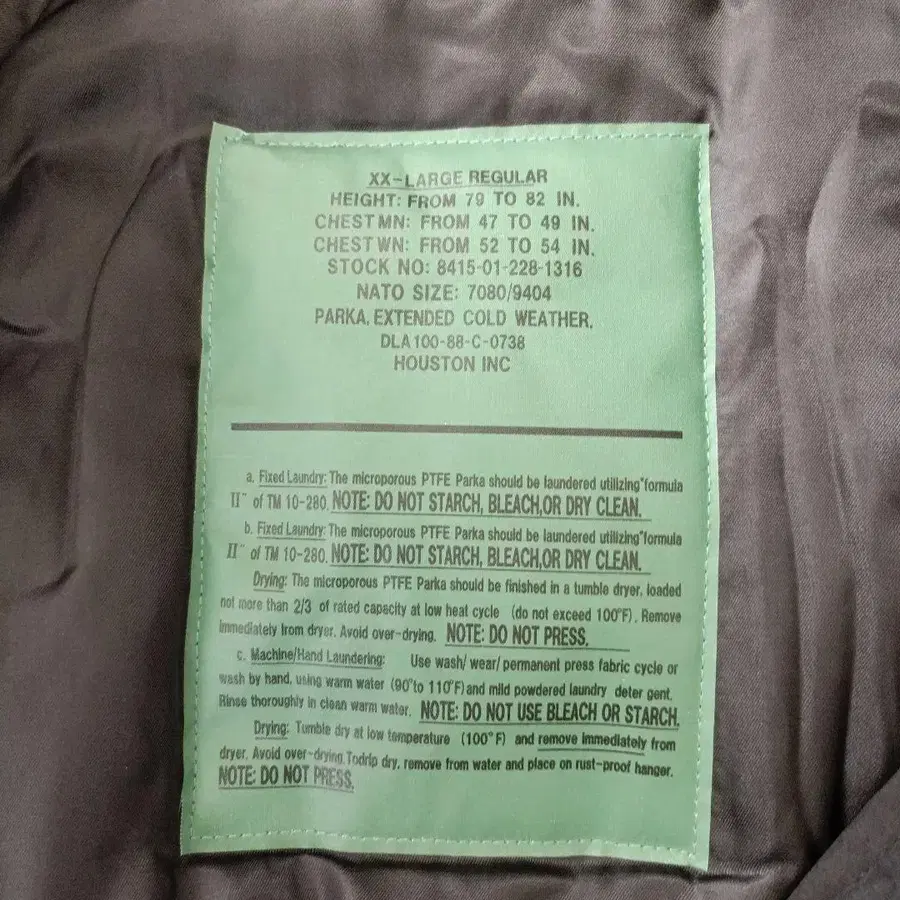 XX-LARGE REGULAR
HEIGHT: FROM 79 TO 82 IN.
CHEST MN: FROM 47 TO 49 IN.
CHEST WN: FROM 52 TO 54 IN.
STOCK NO: 8415-01-228-1316
NATO SIZE: 7080/9404
PARKA, EXTENDED COLD WEATHER.
DLA 100-88-C-0738
HOUSTON INC
a. Fixed Laundry: The microporous PTFE Parka should be laundered utilizing "formula
II" of TM 10-280. NOTE: DO NOT STARCH, BLEACH,OR DRY CLEAN.
b. Fixed Laundry: The microporous PTFE Parka should be laundered utilizing "formula
II" of TM 10-280. NOTE: DO NOT STARCH, BLEACH,OR DRY CLEAN.
Drying: The microporous PTFE Parka should be finished in a tumble dryer, loaded
not more than 2/3 of rated capacity at low heat cycle (do not exceed 100°F). Remove
immediately from dryer. Avoid over-drying. NOTE: DO NOT PRESS.
c. Machine/Hand Laundering: Use wash/ wear/ permanent press fabric cycle or
wash by hand, using warm water (90°to 110°F) and mild powdered laundry deter gent.
Rinse thoroughly in clean warm water. NOTE: DO NOT USE BLEACH OR STARCH.
Drying: Tumble dry at low temperature (100°F) and remove immediately from
dryer. Avoid over-drying. Todrip dry, remove from water and place on rust-proof hanger.
NOTE: DO NOT PRESS.